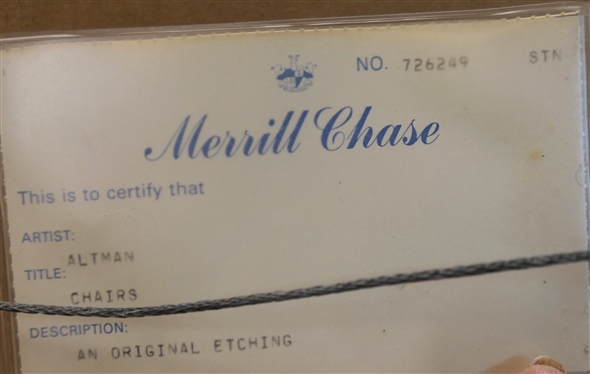 NO. 726249 STN
Merrill Chase
This is to certify that
ARTIST:
ALTMAN
TITLE:
CHAIRS
DESCRIPTION:
AN ORIGINAL ETCHING